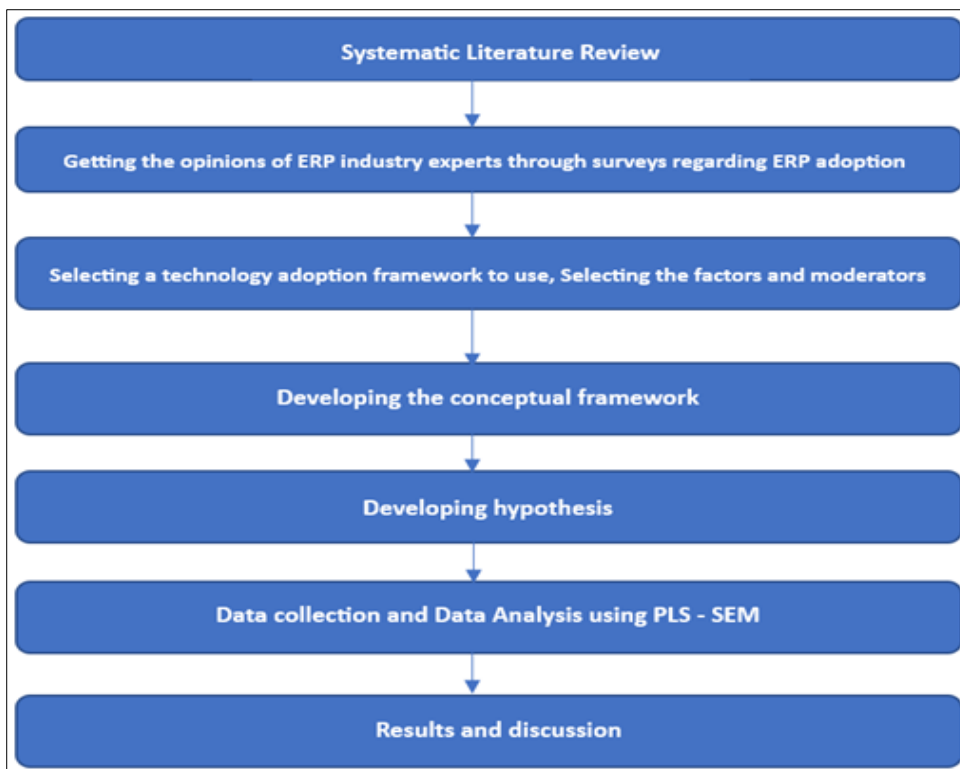 Systematic Literature Review
Getting the opinions of ERP industry experts through surveys regarding ERP adoption
Selecting a technology adoption framework to use, Selecting the factors and moderators
Developing the conceptual framework
Developing hypothesis
Data collection and Data Analysis using PLS - SEM
Results and discussion